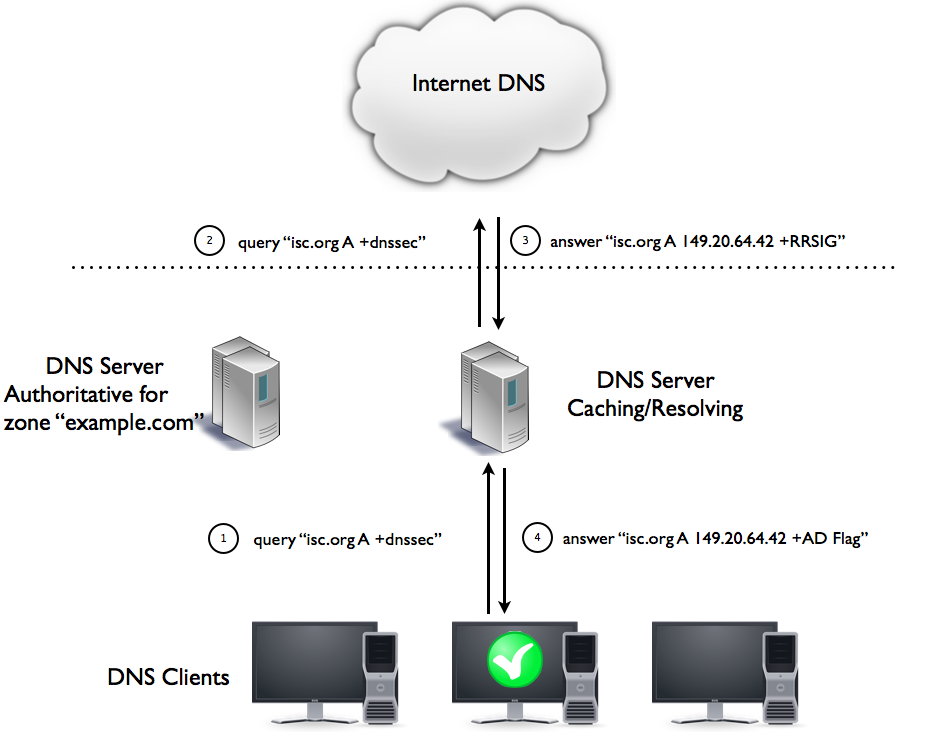 Internet DNS
2 query “isc.org A +dnssec”
3 answer “isc.org A 149.20.64.42 +RRSIG”
DNS Server
Authoritative for
zone “example.com”
DNS Server
Caching/Resolving
1 query “isc.org A +dnssec”
4 answer “isc.org A 149.20.64.42 +AD Flag”
DNS Clients